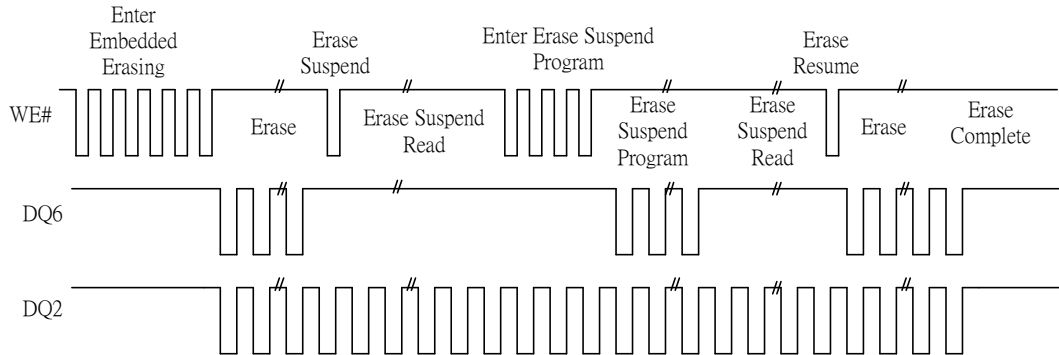 Enter
Embedded
Erasing
Erase
Suspend
Enter Erase Suspend
Program
Erase
Resume
WE#
Erase
Erase Suspend
Read
Erase
Suspend
Program
Erase
Suspend
Read
Erase
Erase
Complete
DQ6
DQ2